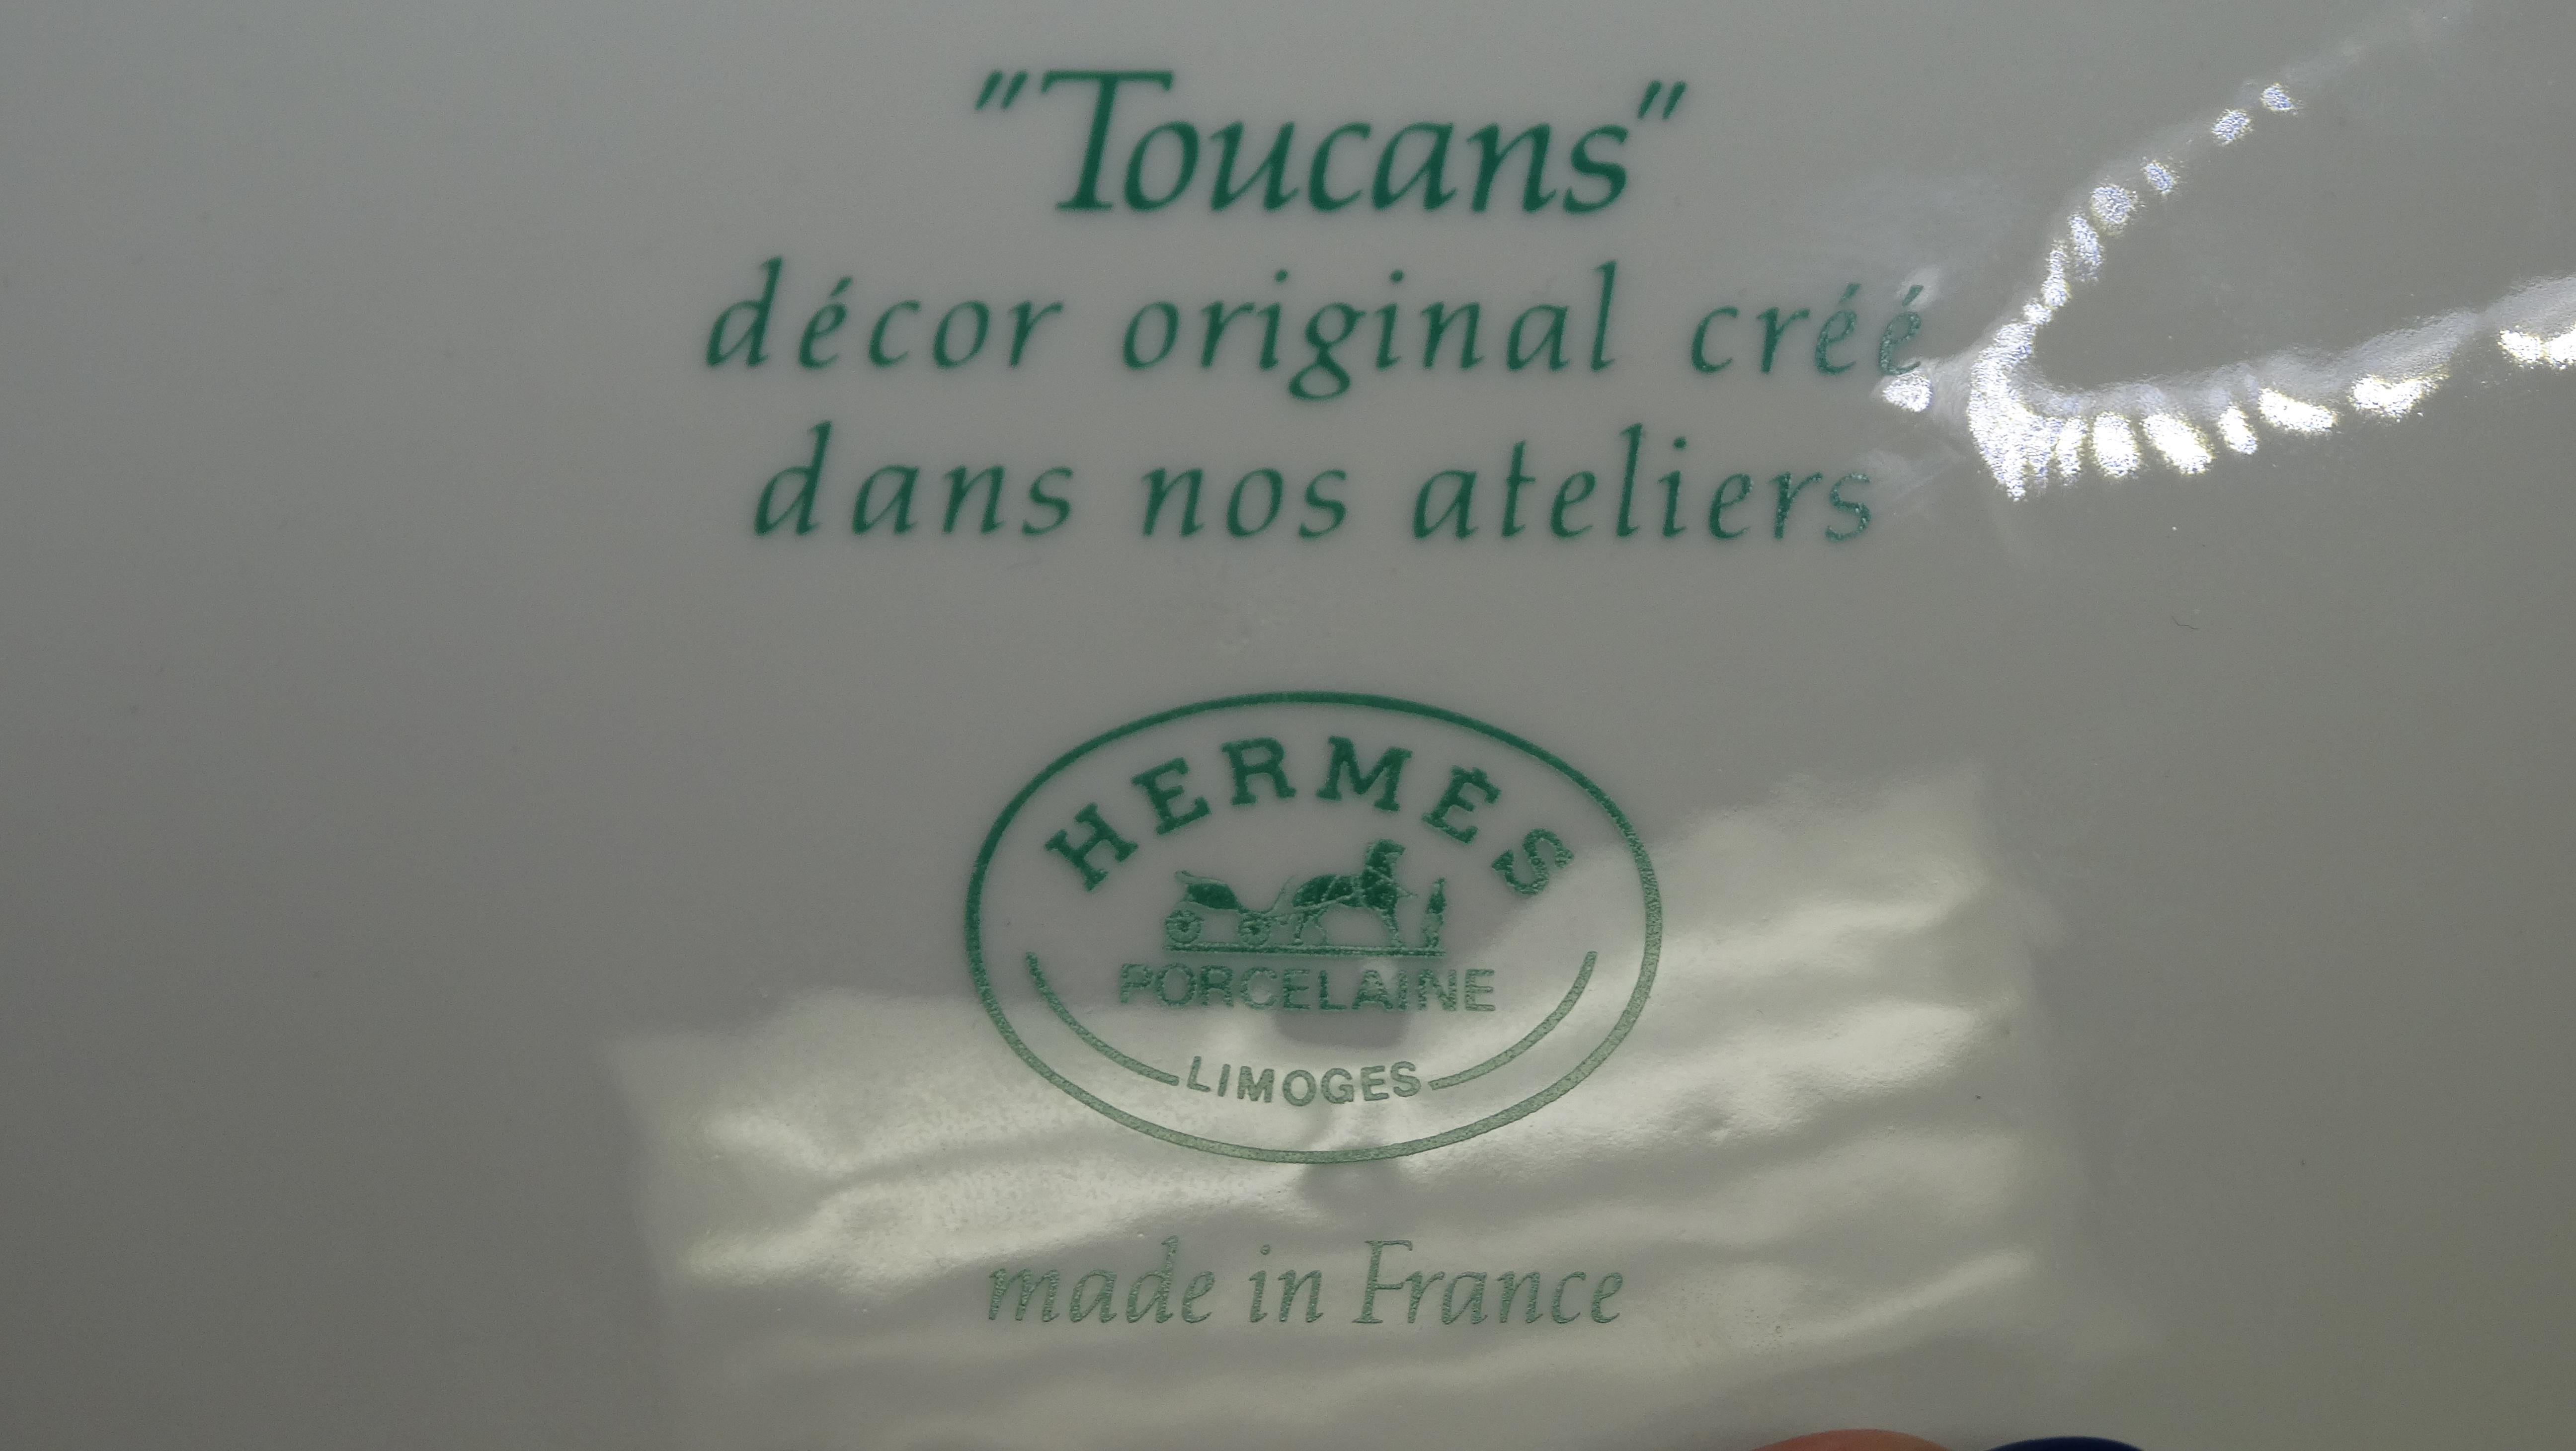 "Toucans"
décor original créé
dans nos ateliers
HERMÈS
PORCELAINE
LIMOGES
made in France